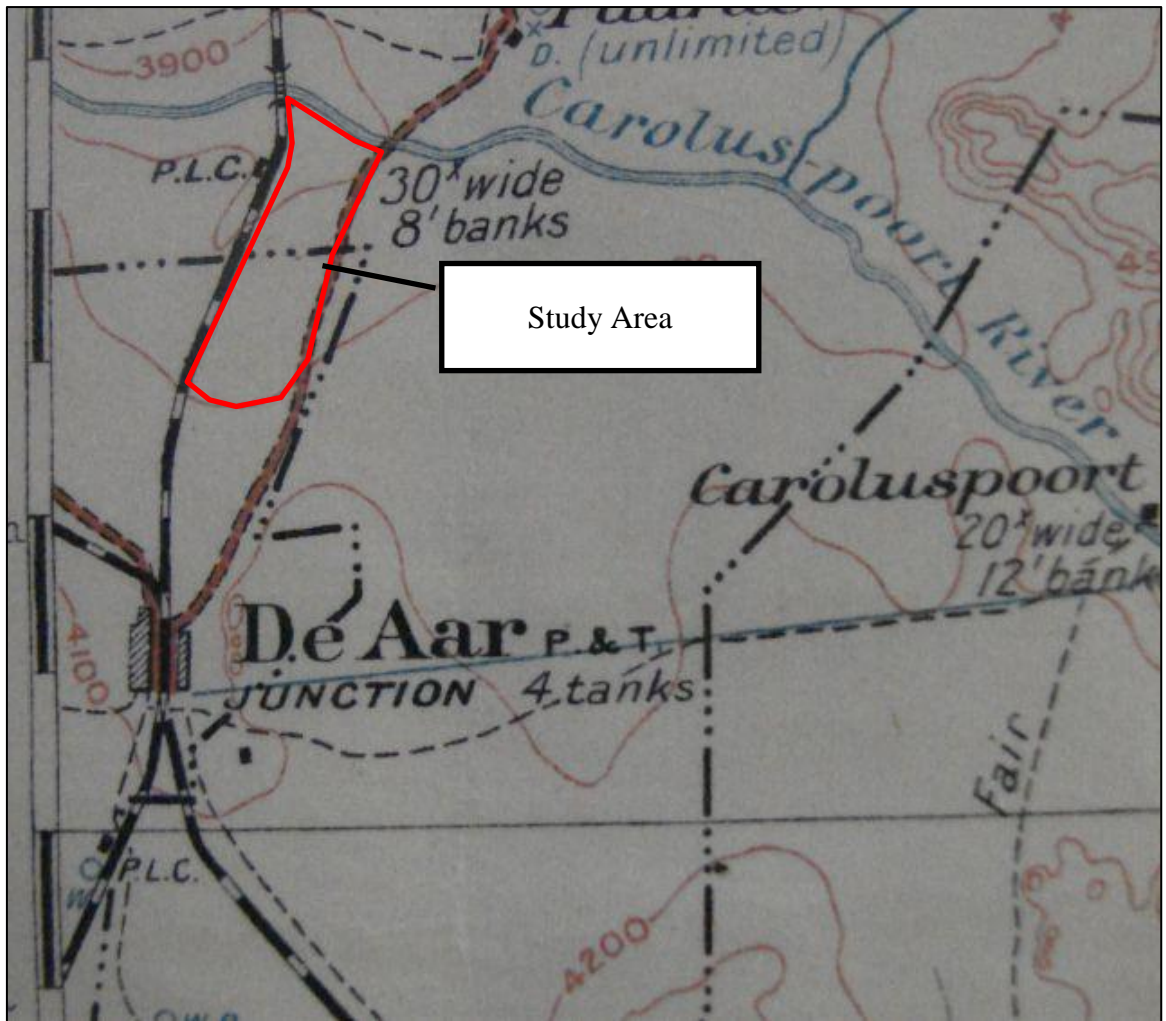 D. (unlimited)
3900
Carolus-poort River
P.L.C.
30ˣ wide
8' banks
Study Area
Caroluspoort
20ˣ wide
12' bank
4100
De Aar P. & T.
JUNCTION 4 tanks
Fair
P.L.C.
W
4200